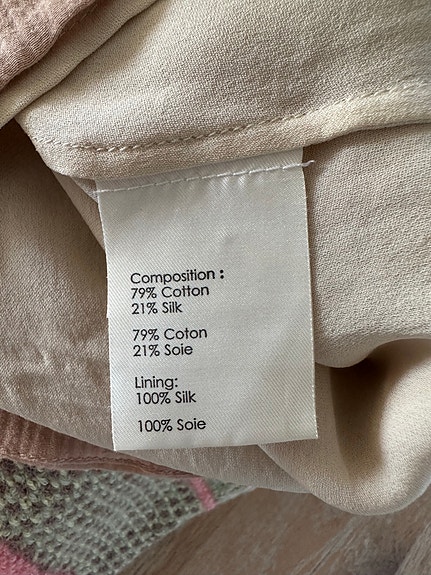 Composition :
79% Cotton
21% Silk
79% Coton
21% Soie
Lining:
100% Silk
100% Soie